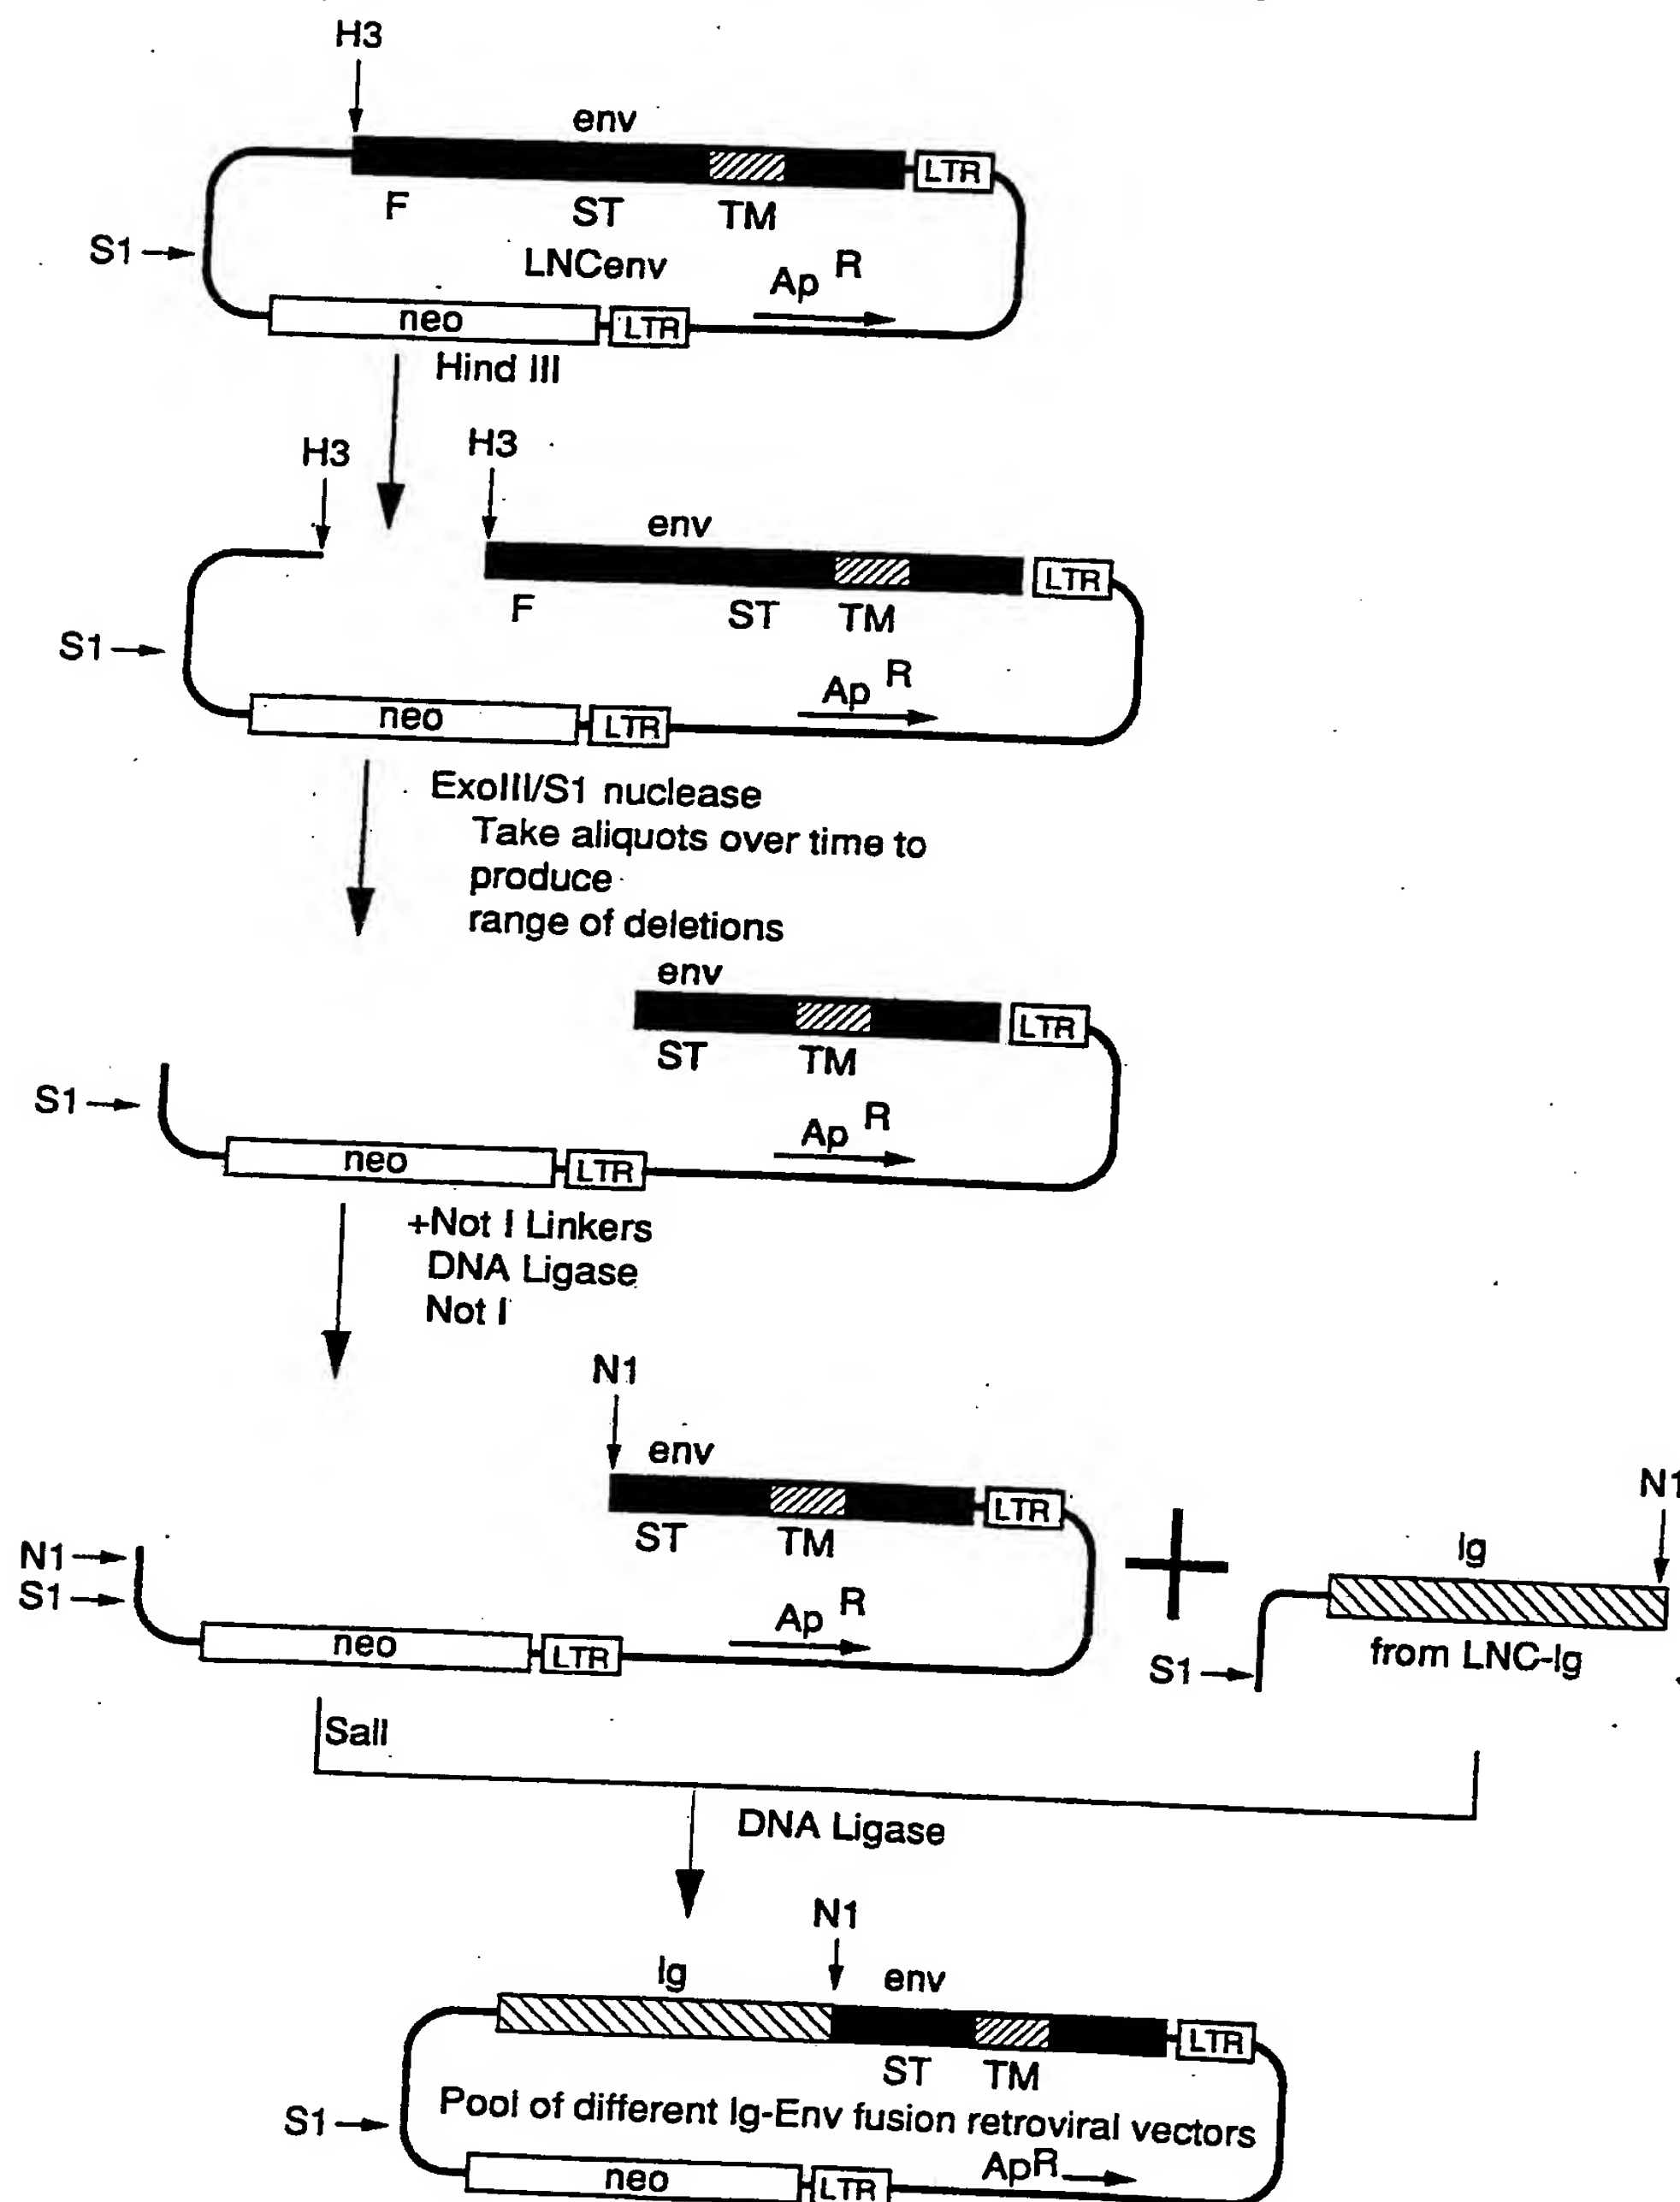 H3
env
LTR
F ST TM
S1
LNCenv
Ap R
neo LTR
Hind III
H3 H3
env
LTR
F ST TM
S1
Ap R
neo LTR
ExoIII/S1 nuclease
Take aliquots over time to
produce
range of deletions
env
LTR
ST TM
S1
Ap R
neo LTR
+Not I Linkers
DNA Ligase
Not I
N1
env
LTR
N1
Ig
ST TM
N1
S1
Ap R
neo LTR
S1
from LNC-Ig
SalI
DNA Ligase
N1
Ig env
LTR
ST TM
Pool of different Ig-Env fusion retroviral vectors
S1
ApR
neo LTR